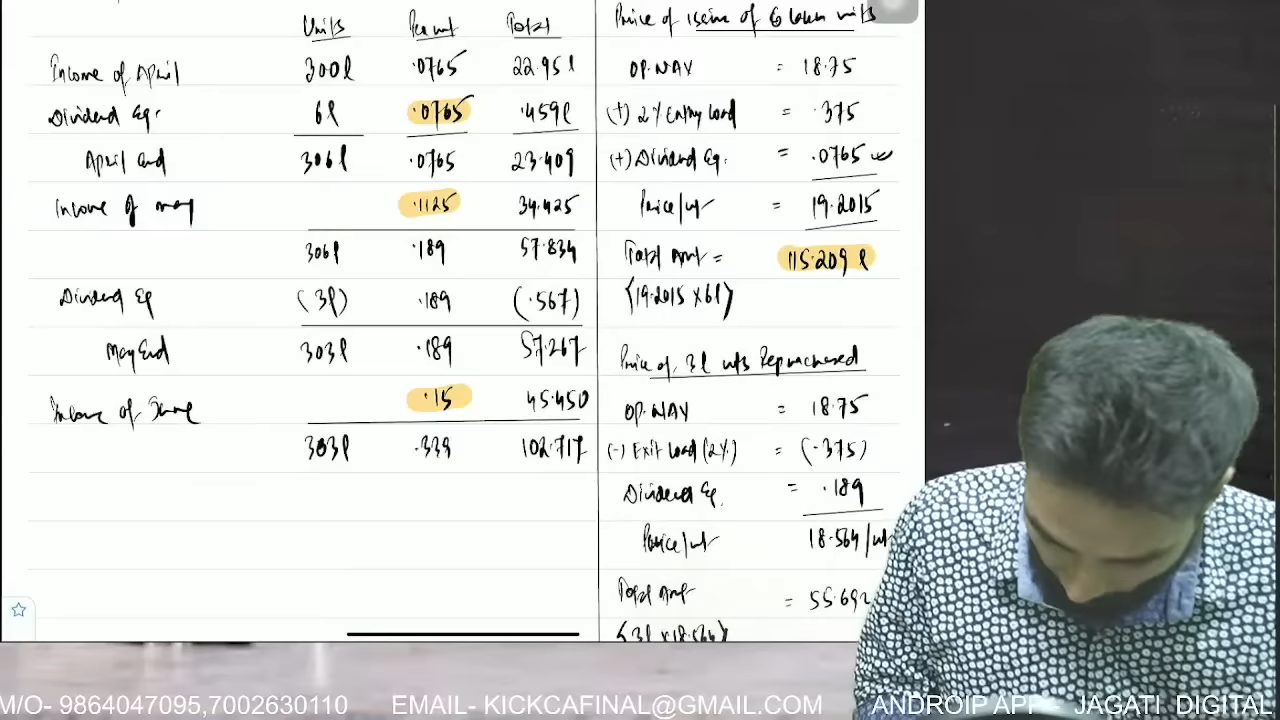 Units Per unit Total
Income of April 300l .0765 22.95l
Dividend Eq. 6l .0765 .459l
April end 306l .0765 23.409
Income of may .1125 34.425
306l .189 57.834
Dividend Eq (3l) .189 (.567)
May End 303l .189 57.267
Income of June .15 45.450
303l .339 102.717
Price of issue of 6 lakh units
OP. NAV = 18.75
(+) 2% Entry load = .375
(+) Dividend Eq. = .0765
Price/unit = 19.2015
Total Amt = 115.209 l
(19.2015 x 6l)
Price of 3l units Repurchased
OP. NAV = 18.75
(-) Exit load (2%) = (.375)
Dividend Eq. = .189
Price/unit 18.564/unit
Total Amt = 55.692
(3l x 18.564)
M/O- 9864047095,7002630110 EMAIL- KICKCAFINAL@GMAIL.COM ANDROIP APP - JAGATI DIGITAL